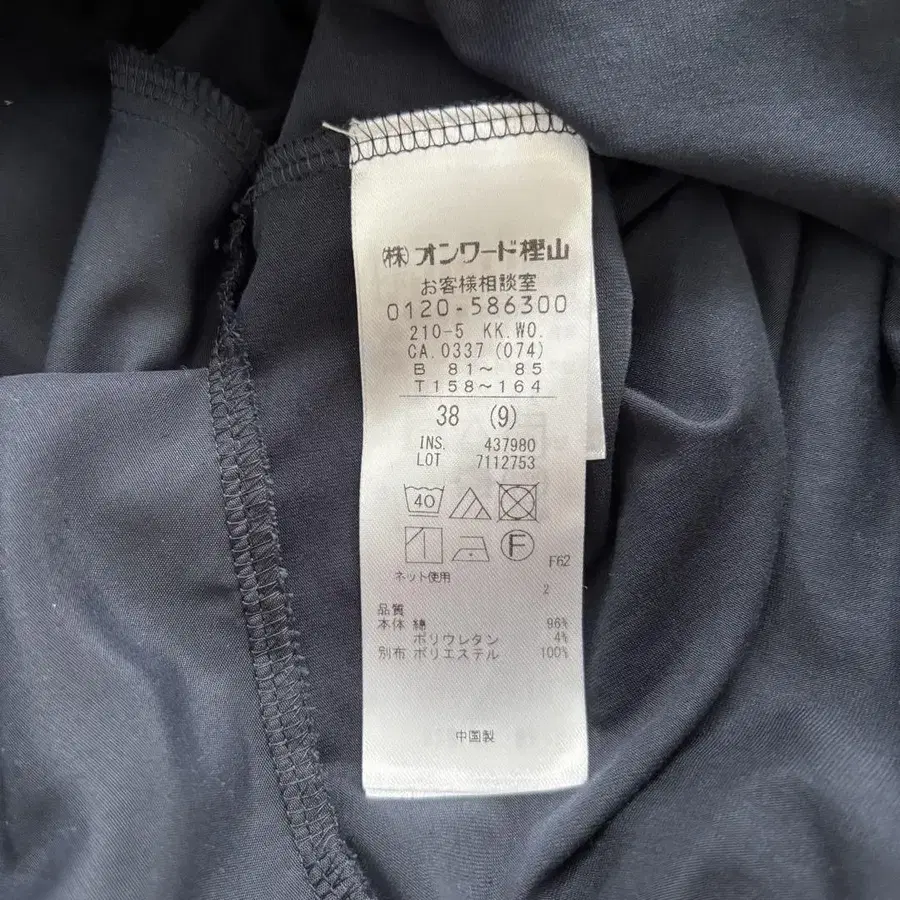 (株)オンワード樫山
お客様相談室
0120-586300
210-5 KK.WO.
CA.0337(074)
B 81～ 85
T158～164
38 (9)
INS. 437980
LOT 7112753
40
F
F62
ネット使用
2
品質
本体 綿 96%
ポリウレタン 4%
別布 ポリエステル 100%
中国製